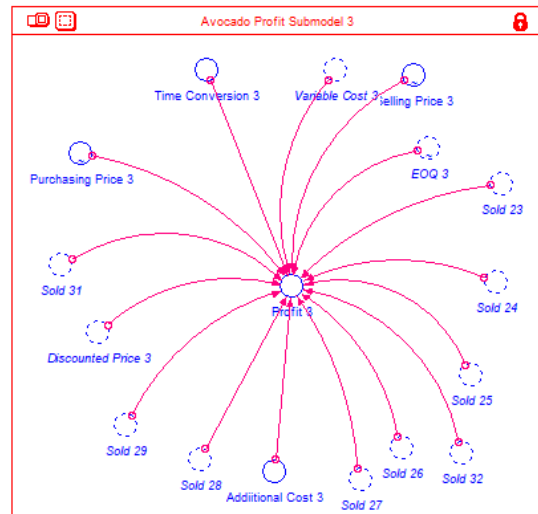 Avocado Profit Submodel 3
Time Conversion 3
Variable Cost 3
Selling Price 3
Purchasing Price 3
EOQ 3
Sold 23
Sold 31
Sold 24
Profit 3
Discounted Price 3
Sold 25
Sold 29
Sold 28
Sold 26
Sold 32
Addiitional Cost 3
Sold 27